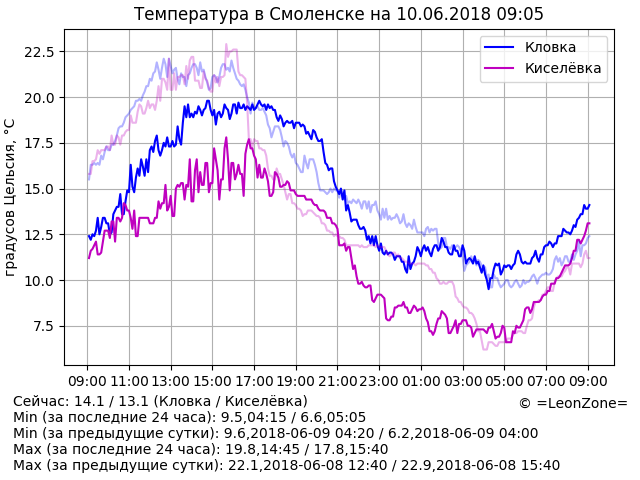 Температура в Смоленске на 10.06.2018 09:05
Кловка
Киселёвка
градусов Цельсия, °C
22.5
20.0
17.5
15.0
12.5
10.0
7.5
09:00 11:00 13:00 15:00 17:00 19:00 21:00 23:00 01:00 03:00 05:00 07:00 09:00
Сейчас: 14.1 / 13.1 (Кловка / Киселёвка)
© =LeonZone=
Min (за последние 24 часа): 9.5,04:15 / 6.6,05:05
Min (за предыдущие сутки): 9.6,2018-06-09 04:20 / 6.2,2018-06-09 04:00
Max (за последние 24 часа): 19.8,14:45 / 17.8,15:40
Max (за предыдущие сутки): 22.1,2018-06-08 12:40 / 22.9,2018-06-08 15:40